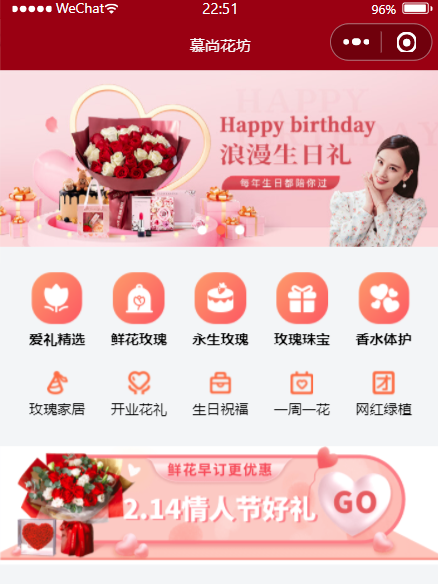 WeChat 22:51 96%
慕尚花坊
HAPPY
Happy birthday
浪漫生日礼
每年生日都陪你过
爱礼精选 鲜花玫瑰 永生玫瑰 玫瑰珠宝 香水体护
玫瑰家居 开业花礼 生日祝福 一周一花 网红绿植
团
鲜花早订更优惠
2.14情人节好礼 GO